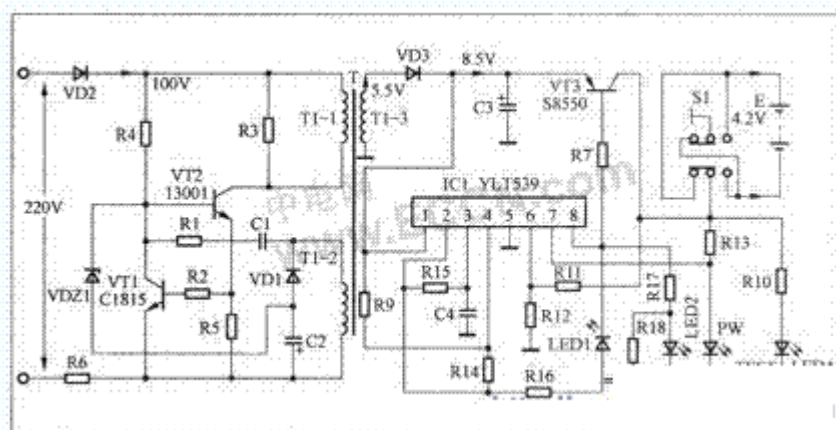 VD2
100V
R4
R3
T1~1
VT2
13001
220V
R1
C1
T1~2
VDZ1
VT1
C1815
R2
VD1
R5
C2
R6
T
5.5V
T1~3
VD3
8.5V
C3
VT3
S8550
R7
IC1 YLT539
1 2 3 4 5 6 7 8
R9
R15
C4
R14
R16
R12
R11
LED1
S1
E
4.2V
R13
R10
R17
R18
LED2
PW